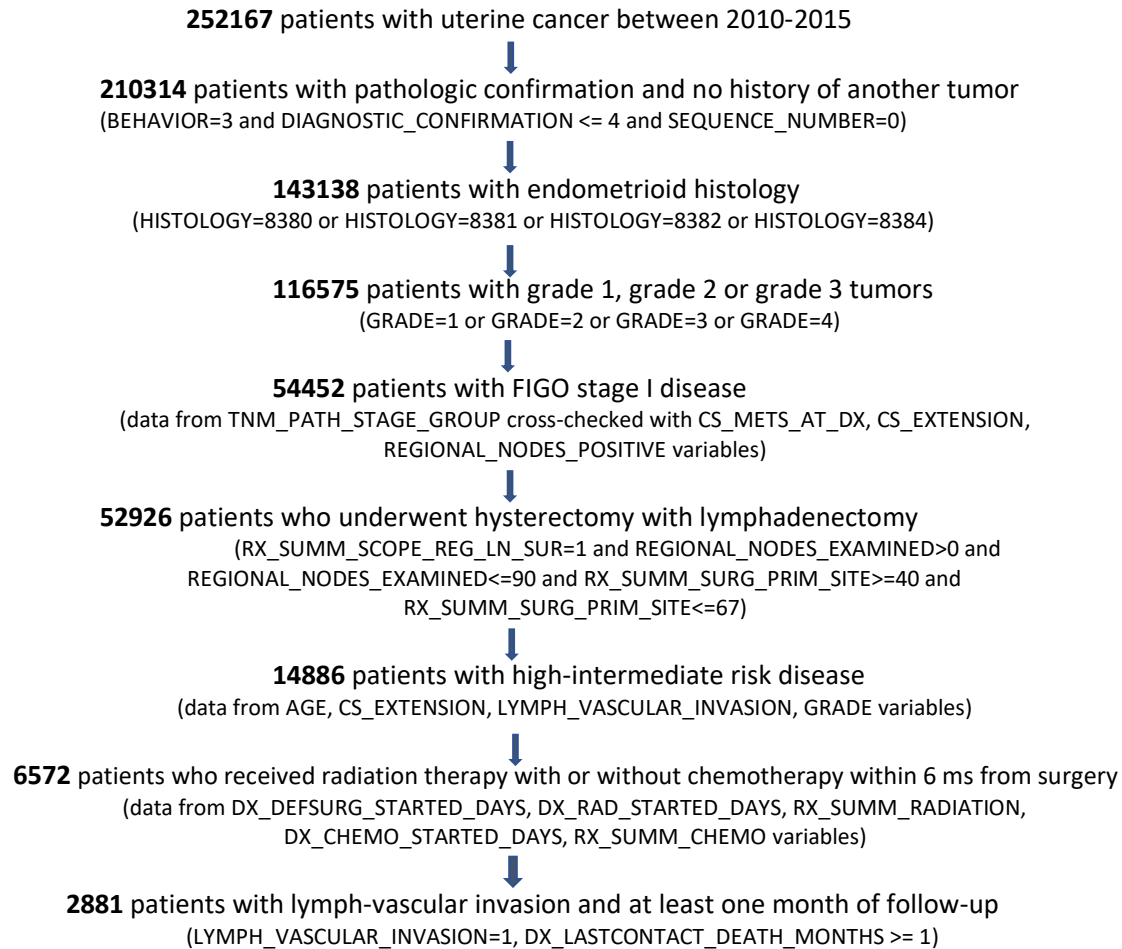 252167 patients with uterine cancer between 2010-2015
210314 patients with pathologic confirmation and no history of another tumor
(BEHAVIOR=3 and DIAGNOSTIC_CONFIRMATION <= 4 and SEQUENCE_NUMBER=0)
143138 patients with endometrioid histology
(HISTOLOGY=8380 or HISTOLOGY=8381 or HISTOLOGY=8382 or HISTOLOGY=8384)
116575 patients with grade 1, grade 2 or grade 3 tumors
(GRADE=1 or GRADE=2 or GRADE=3 or GRADE=4)
54452 patients with FIGO stage I disease
(data from TNM_PATH_STAGE_GROUP cross-checked with CS_METS_AT_DX, CS_EXTENSION,
REGIONAL_NODES_POSITIVE variables)
52926 patients who underwent hysterectomy with lymphadenectomy
(RX_SUMM_SCOPE_REG_LN_SUR=1 and REGIONAL_NODES_EXAMINED>0 and
REGIONAL_NODES_EXAMINED<=90 and RX_SUMM_SURG_PRIM_SITE>=40 and
RX_SUMM_SURG_PRIM_SITE<=67)
14886 patients with high-intermediate risk disease
(data from AGE, CS_EXTENSION, LYMPH_VASCULAR_INVASION, GRADE variables)
6572 patients who received radiation therapy with or without chemotherapy within 6 ms from surgery
(data from DX_DEFSURG_STARTED_DAYS, DX_RAD_STARTED_DAYS, RX_SUMM_RADIATION,
DX_CHEMO_STARTED_DAYS, RX_SUMM_CHEMO variables)
2881 patients with lymph-vascular invasion and at least one month of follow-up
(LYMPH_VASCULAR_INVASION=1, DX_LASTCONTACT_DEATH_MONTHS >= 1)